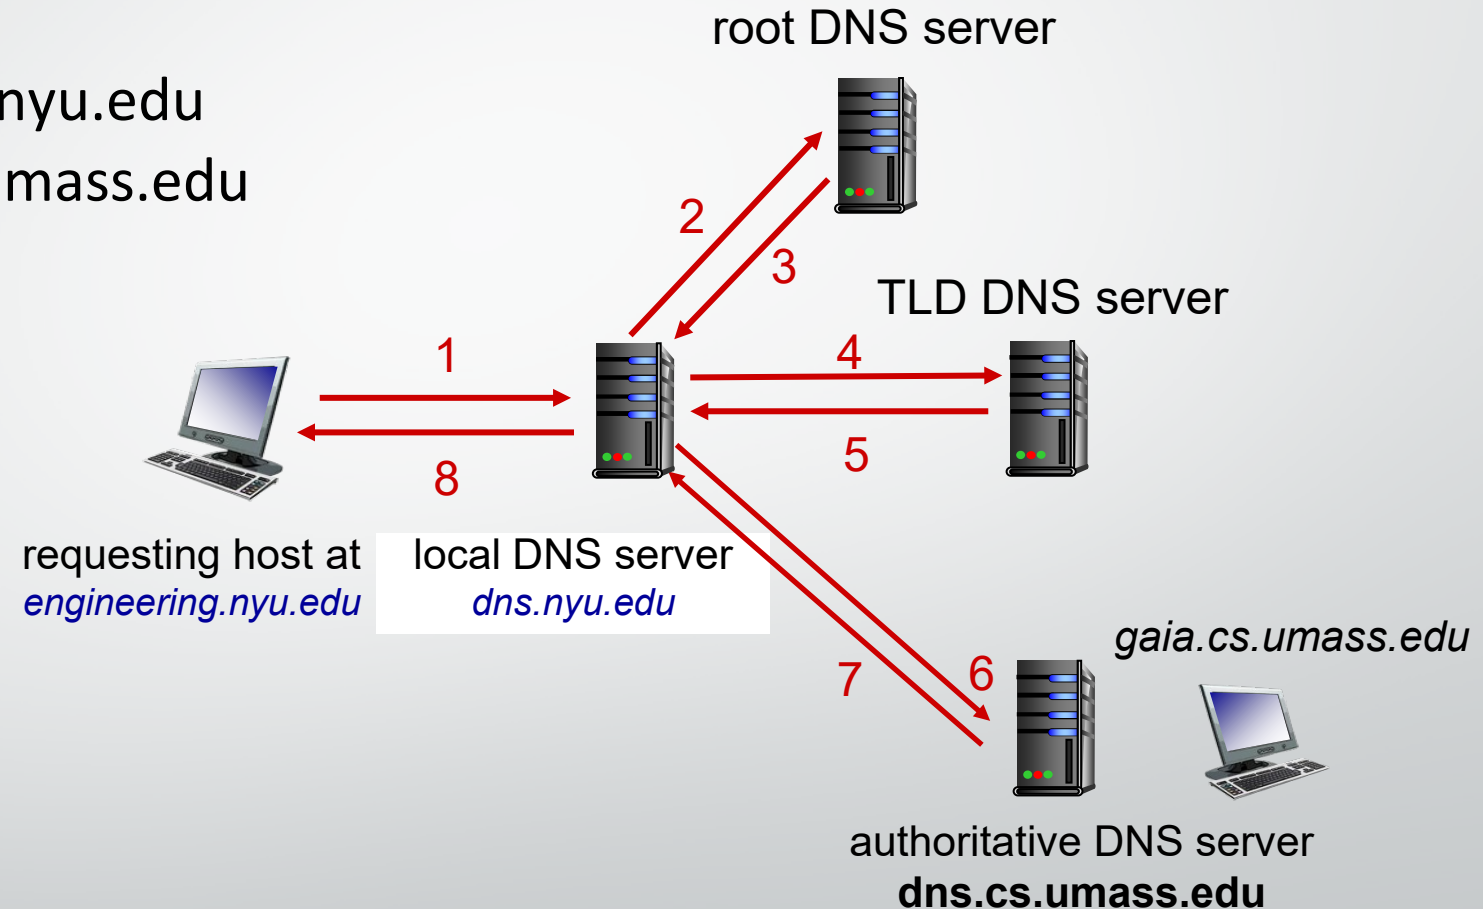 root DNS server
nyu.edu
mass.edu
2
3
TLD DNS server
1
4
8
5
requesting host at
engineering.nyu.edu
local DNS server
dns.nyu.edu
gaia.cs.umass.edu
7
6
authoritative DNS server
dns.cs.umass.edu